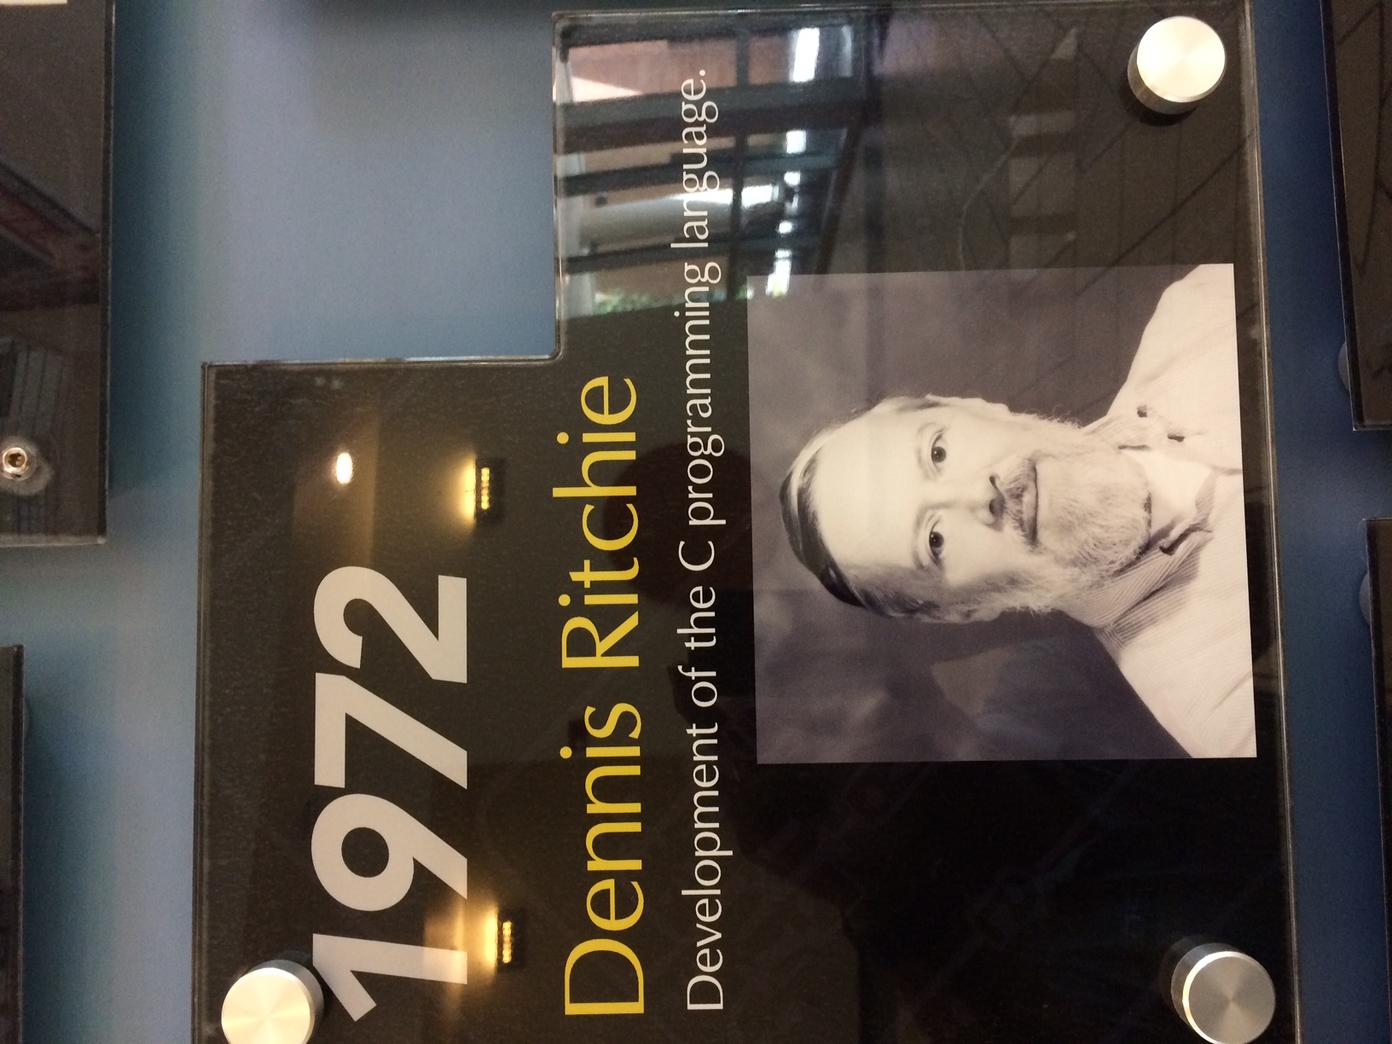 1972
Dennis Ritchie
Development of the C programming language.